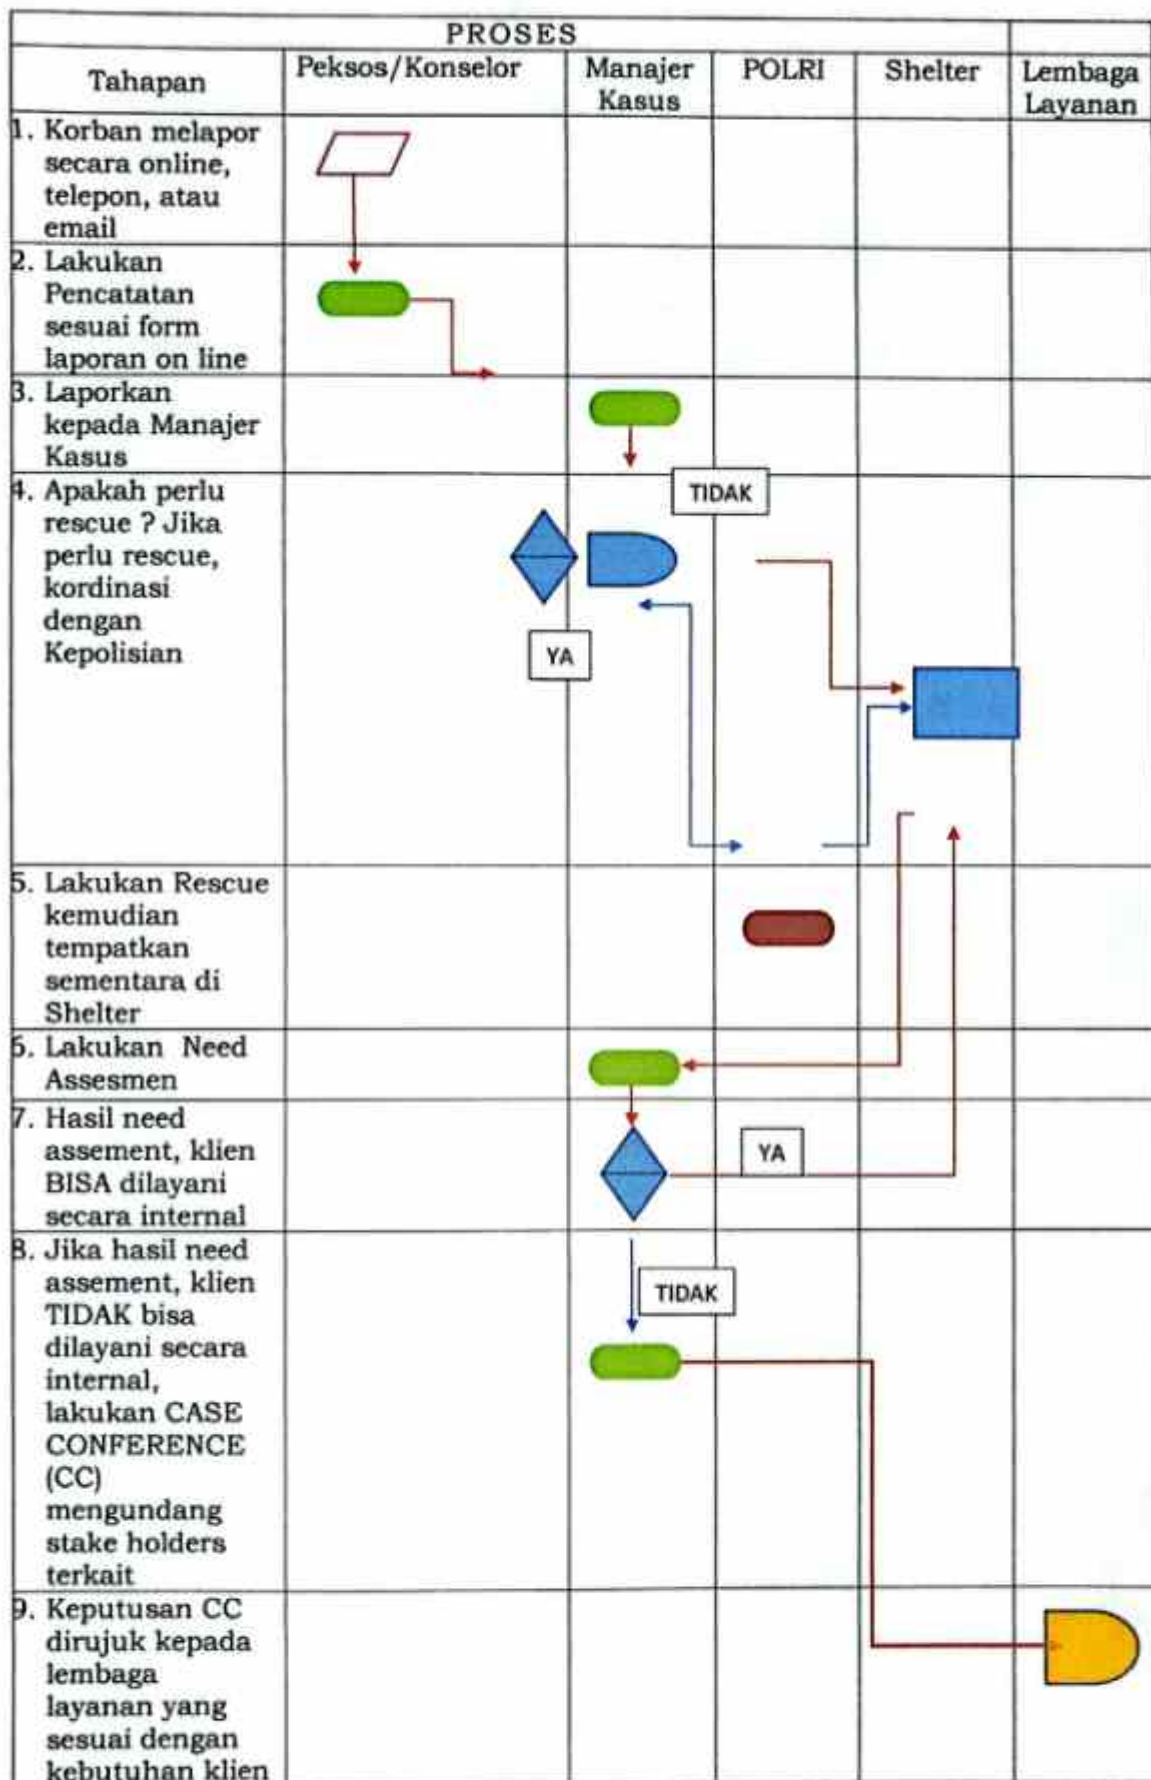 PROSES
Tahapan
Peksos/Konselor
Manajer
Kasus
POLRI
Shelter
Lembaga
Layanan
1. Korban melapor
secara online,
telepon, atau
email
2. Lakukan
Pencatatan
sesuai form
laporan on line
3. Laporkan
kepada Manajer
Kasus
TIDAK
4. Apakah perlu
rescue ? Jika
perlu rescue,
kordinasi
dengan
Kepolisian
YA
5. Lakukan Rescue
kemudian
tempatkan
sementara di
Shelter
6. Lakukan Need
Assesmen
7. Hasil need
assement, klien
BISA dilayani
secara internal
YA
8. Jika hasil need
assement, klien
TIDAK bisa
dilayani secara
internal,
lakukan CASE
CONFERENCE
(CC)
mengundang
stake holders
terkait
TIDAK
9. Keputusan CC
dirujuk kepada
lembaga
layanan yang
sesuai dengan
kebutuhan klien